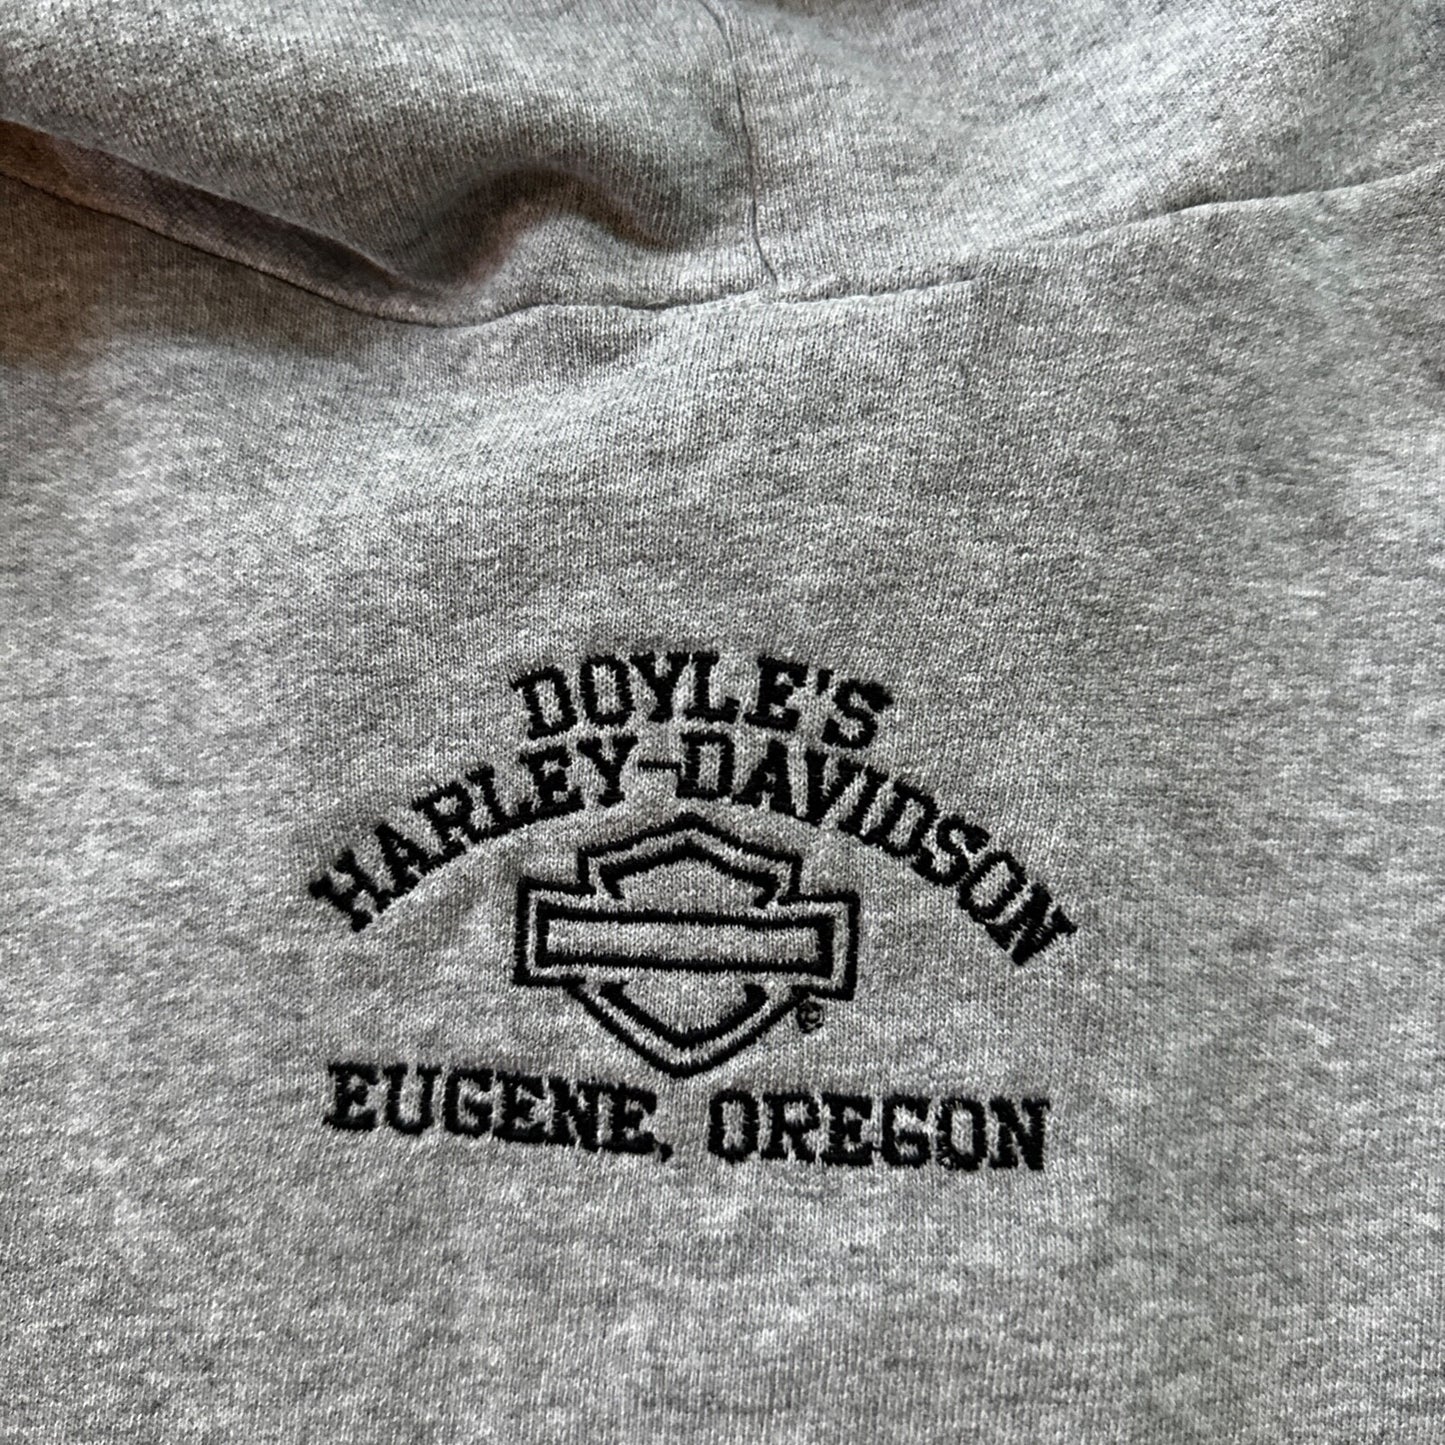 DOYLE'S
HARLEY-DAVIDSON
®
EUGENE, OREGON